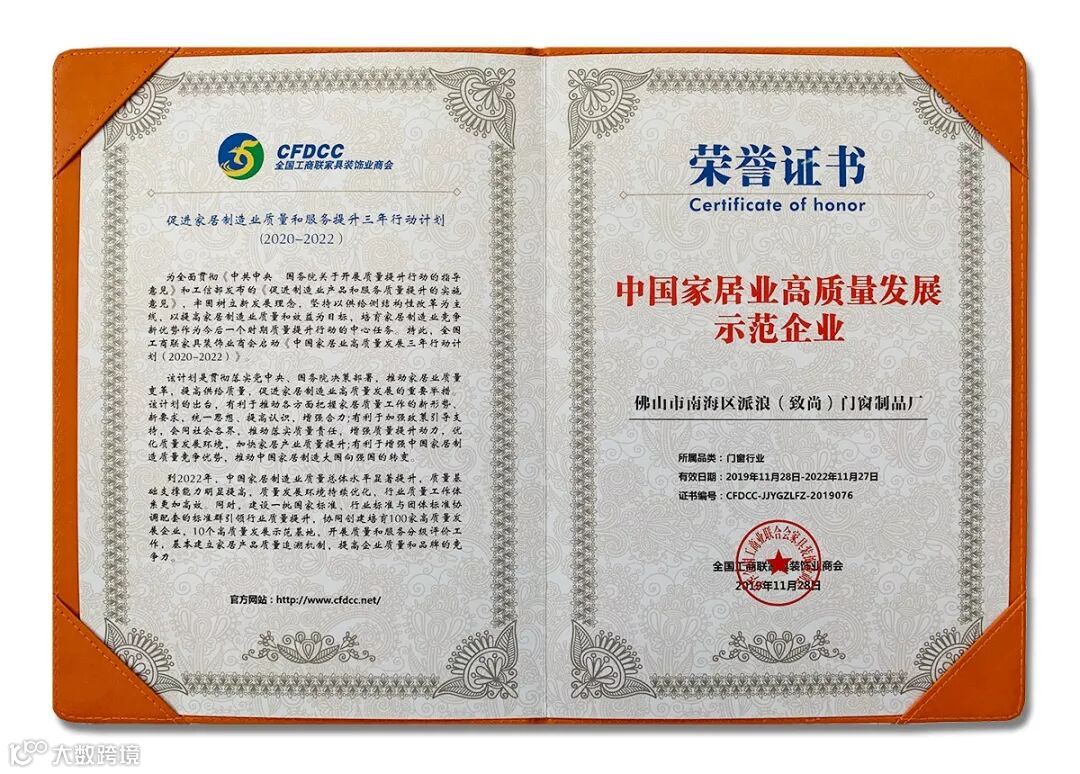 CFDCC
全国工商联家具装饰业商会
促进家居制造业质量和服务提升三年行动计划
(2020-2022)
为全面贯彻《中共中央 国务院关于开展质量提升行动的指导
意见》和工信部发布的《促进制造业产品和服务质量提升的实施
意见》，牢固树立新发展理念，坚持以供给侧结构性改革为主
线，以提高家居制造业质量和效益为目标，培育家居制造业竞争
新优势作为今后一个时期质量提升行动的中心任务。特此，全国
工商联家具装饰业商会启动《中国家居业高质量发展三年行动计
划（2020-2022）》。
该计划是贯彻落实党中央、国务院决策部署，推动家居业质量
变革，提高供给质量，促进家居制造业高质量发展的重要举措。
该计划的出台，有利于推动各方面把握家居质量工作的新形势、
新要求，统一思想、提高认识、增强合力；有利于加强政策引导支
持，会同社会各界，推动落实质量责任，增强质量提升动力，优
化质量发展环境，加快家居产业质量提升；有利于增强中国家居制
造质量竞争优势，推动中国家居制造大国向强国的转变。
到2022年，中国家居制造业质量总体水平显著提升，质量基
础支撑能力明显提高，质量发展环境持续优化，行业质量工作体
系更加高效。同时，建设一批国家标准、行业标准与团体标准协
调配套的标准群引领行业质量提升，协同创建培育100家高质量发
展企业，10个高质量发展示范基地，开展质量和服务分级评价工
作，基本建立家居产品质量追溯机制，提高企业质量和品牌的竞
争力。
官方网站：http://www.cfdcc.net/
荣誉证书
Certificate of honor
中国家居业高质量发展
示范企业
佛山市南海区派浪（致尚）门窗制品厂
所属品类：门窗行业
有效日期：2019年11月28日-2022年11月27日
证书编号：CFDCC-JJYGZLFZ-2019076
全国工商联家具装饰业商会
2019年11月28日
大数跨境